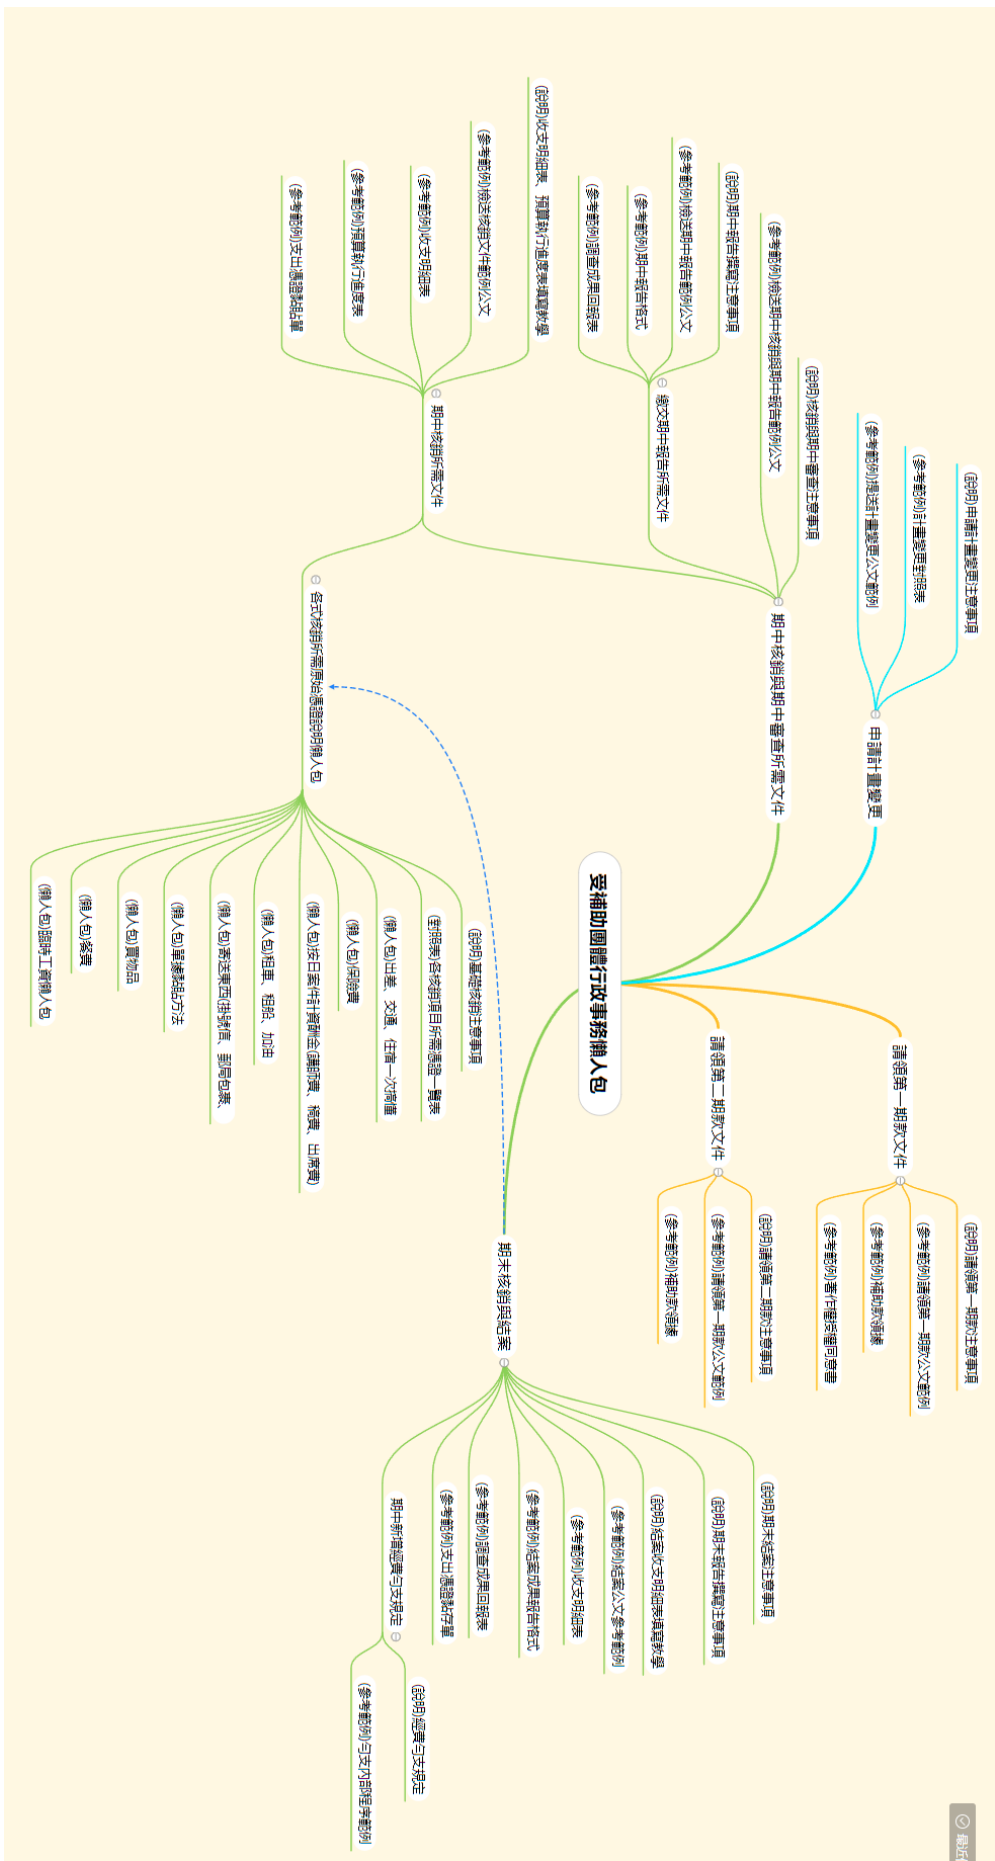 受補助團體行政事務懶人包
請領第一期款文件
(說明)請領第一期款注意事項
(參考範例)請領第一期款公文範例
(參考範例)補助款領據
(參考範例)著作權授權同意書
請領第二期款文件
(說明)請領第二期款注意事項
(參考範例)請領第一期款公文範例
(參考範例)補助款領據
申請計畫變更
(說明)申請計畫變更注意事項
(參考範例)計畫變更對照表
(參考範例)提送計畫變更公文範例
期中核銷與期中審查所需文件
(說明)核銷與期中審查注意事項
(參考範例)檢送期中核銷與期中報告範例公文
繳交期中報告所需文件
(說明)期中報告撰寫注意事項
(參考範例)檢送期中報告範例公文
(參考範例)期中報告格式
(參考範例)調查成果回報表
期中核銷所需文件
(說明)收支明細表、預算執行進度表填寫教學
(參考範例)檢送核銷文件範例公文
(參考範例)收支明細表
(參考範例)預算執行進度表
(參考範例)支出憑證黏貼單
各式核銷所需原始憑證說明懶人包
(說明)基礎核銷注意事項
(對照表)各核銷項目所需憑證一覽表
(懶人包)出差、交通、住宿一次搞懂
(懶人包)保險費
(懶人包)按日案件計資酬金(講師費、稿費、出席費)
(懶人包)租車、租船、加油
(懶人包)寄送東西(掛號信、郵局包裹、
(懶人包)單據黏貼方法
(懶人包)買物品
(懶人包)餐費
(懶人包)臨時工資懶人包
期末核銷與結案
(說明)期末結案注意事項
(說明)期末報告撰寫注意事項
(說明)結案收支明細表填寫教學
(參考範例)結案公文參考範例
(參考範例)收支明細表
(參考範例)結案成果報告格式
(參考範例)調查成果回報表
(參考範例)支出憑證黏存單
期中新增經費勻支規定
(說明)經費勻支規定
(參考範例)勻支內部程序範例
最近